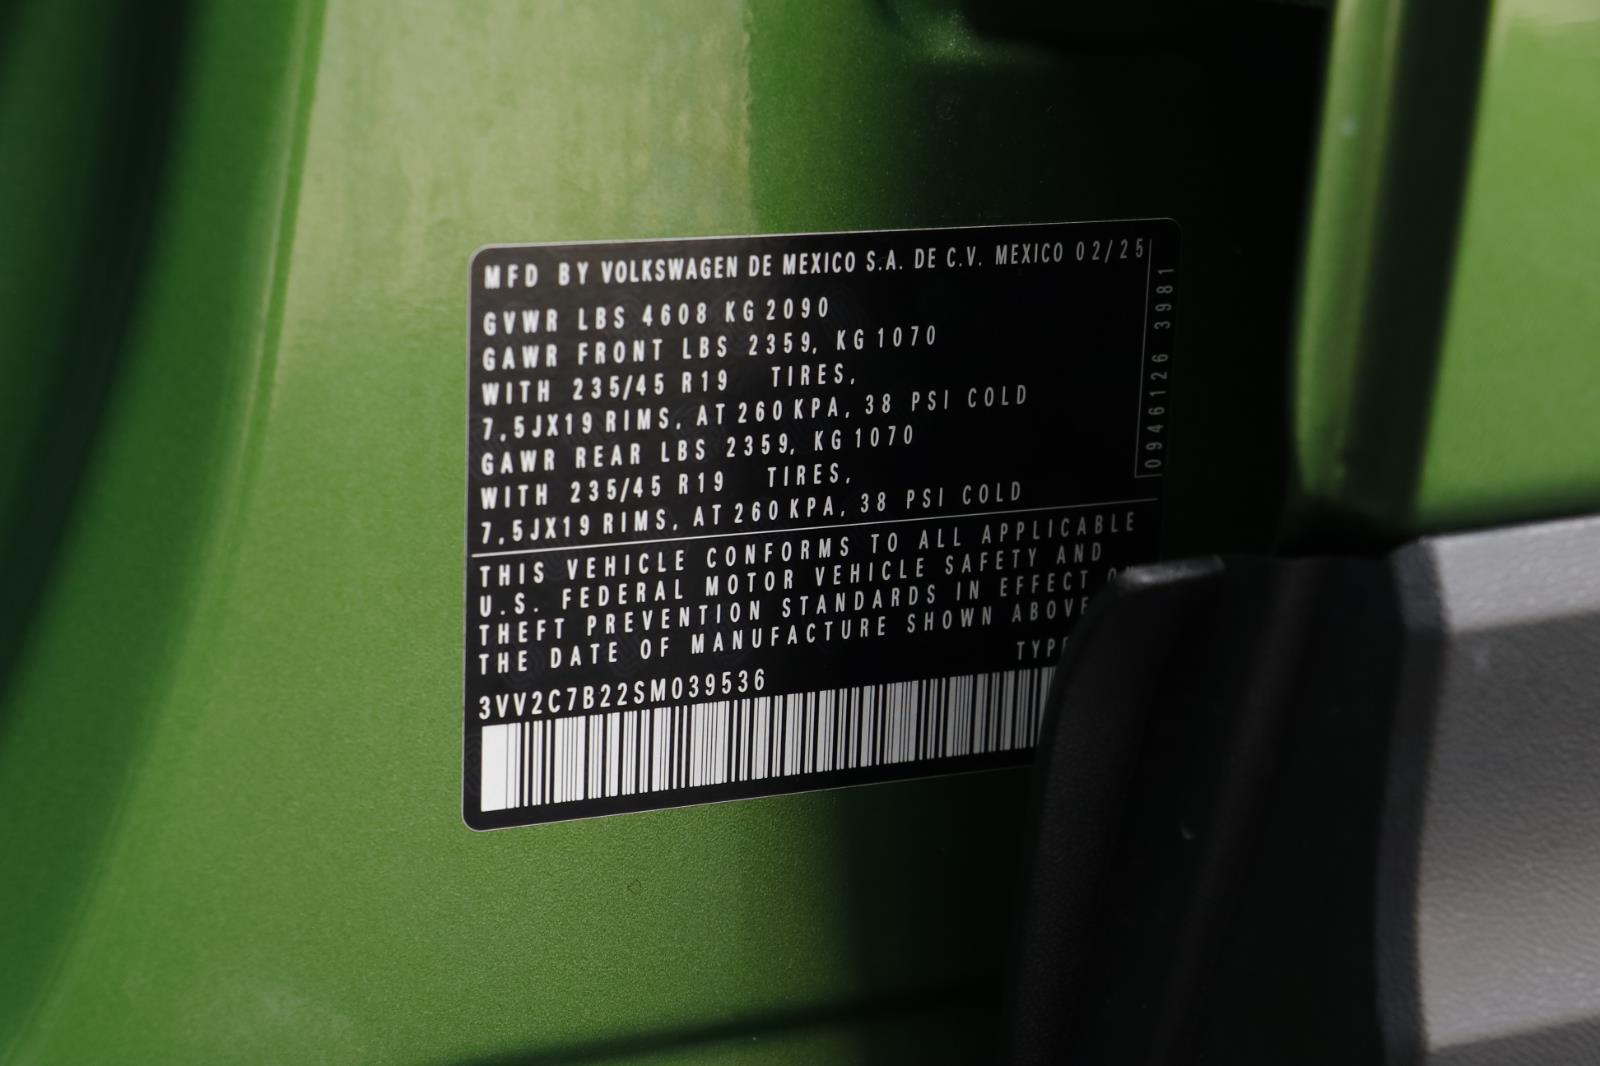 MFD BY VOLKSWAGEN DE MEXICO S.A. DE C.V. MEXICO 02/25
GVWR LBS 4608 KG 2090
GAWR FRONT LBS 2359, KG 1070
WITH 235/45 R19 TIRES,
7,5JX19 RIMS, AT 260 KPA, 38 PSI COLD
GAWR REAR LBS 2359, KG 1070
WITH 235/45 R19 TIRES,
7,5JX19 RIMS, AT 260 KPA, 38 PSI COLD
0946126 3981
THIS VEHICLE CONFORMS TO ALL APPLICABLE
U.S. FEDERAL MOTOR VEHICLE SAFETY AND
THEFT PREVENTION STANDARDS IN EFFECT
THE DATE OF MANUFACTURE SHOWN ABOVE
TYPE
3VV2C7B22SM039536